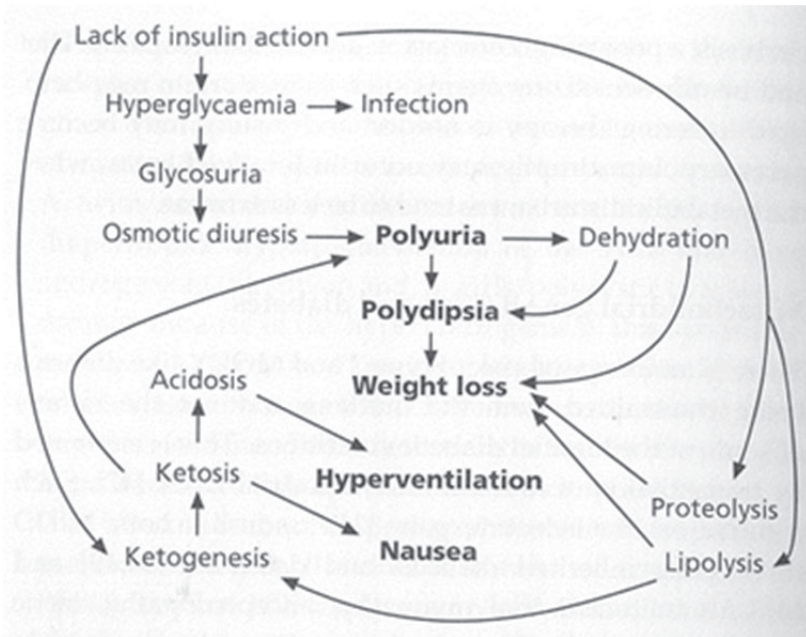 Lack of insulin action
Hyperglycaemia Infection
Glycosuria
Osmotic diuresis Polyuria Dehydration
Polydipsia
Acidosis Weight loss
Ketosis Hyperventilation
Proteolysis
Ketogenesis Nausea Lipolysis